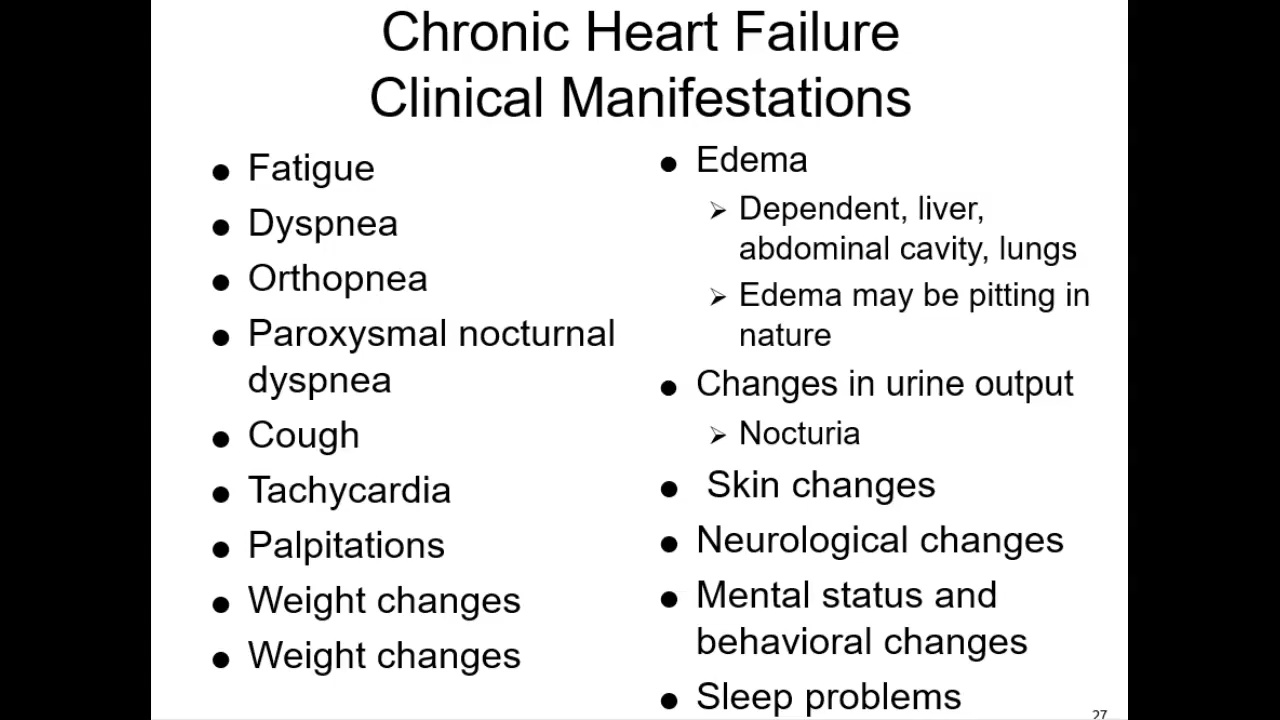 Chronic Heart Failure
Clinical Manifestations
● Fatigue
● Dyspnea
● Orthopnea
● Paroxysmal nocturnal
dyspnea
● Cough
● Tachycardia
● Palpitations
● Weight changes
● Weight changes
● Edema
➢ Dependent, liver,
abdominal cavity, lungs
➢ Edema may be pitting in
nature
● Changes in urine output
➢ Nocturia
● Skin changes
● Neurological changes
● Mental status and
behavioral changes
● Sleep problems
27